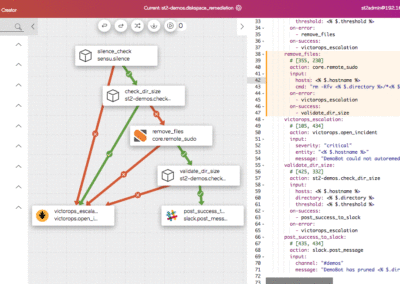 Creator
Current: st2-demos.diskspace_remediation
st2admin@192.16
silence_check
sensu.silence
check_dir_size
st2-demos.check..
remove_files
core.remote_sudo
validate_dir_size
st2-demos.check..
victorops_escala..
victorops.open_i..
post_success_t..
slack.post_mess..
33 threshold: <% $.threshold %>
34 on-error:
35 - remove_files
36 on-success:
37 - victorops_escalation
38 remove_files:
39 # [355, 230]
40 action: core.remote_sudo
41 input:
42 hosts: <% $.hostname %>
43 cmd: "rm -Rfv <% $.directory %>/*<% $
44 on-error:
45 - victorops_escalation
46 on-success:
47 - validate_dir_size
48 victorops_escalation:
49 # [185, 434]
50 action: victorops.open_incident
51 input:
52 severity: "critical"
53 entity: "<% $.hostname %>"
54 message: "DemoBot could not autoremed
55 validate_dir_size:
56 # [425, 332]
57 action: st2-demos.check_dir_size
58 input:
59 hosts: <% $.hostname %>
60 directory: <% $.directory %>
61 threshold: <% $.threshold %>
62 on-success:
63 - post_success_to_slack
64 on-error:
65 - victorops_escalation
66 post_success_to_slack:
67 # [435, 434]
68 action: slack.post_message
69 input:
70 channel: "#demos"
71 message: "DemoBot has pruned <% $.dir
72